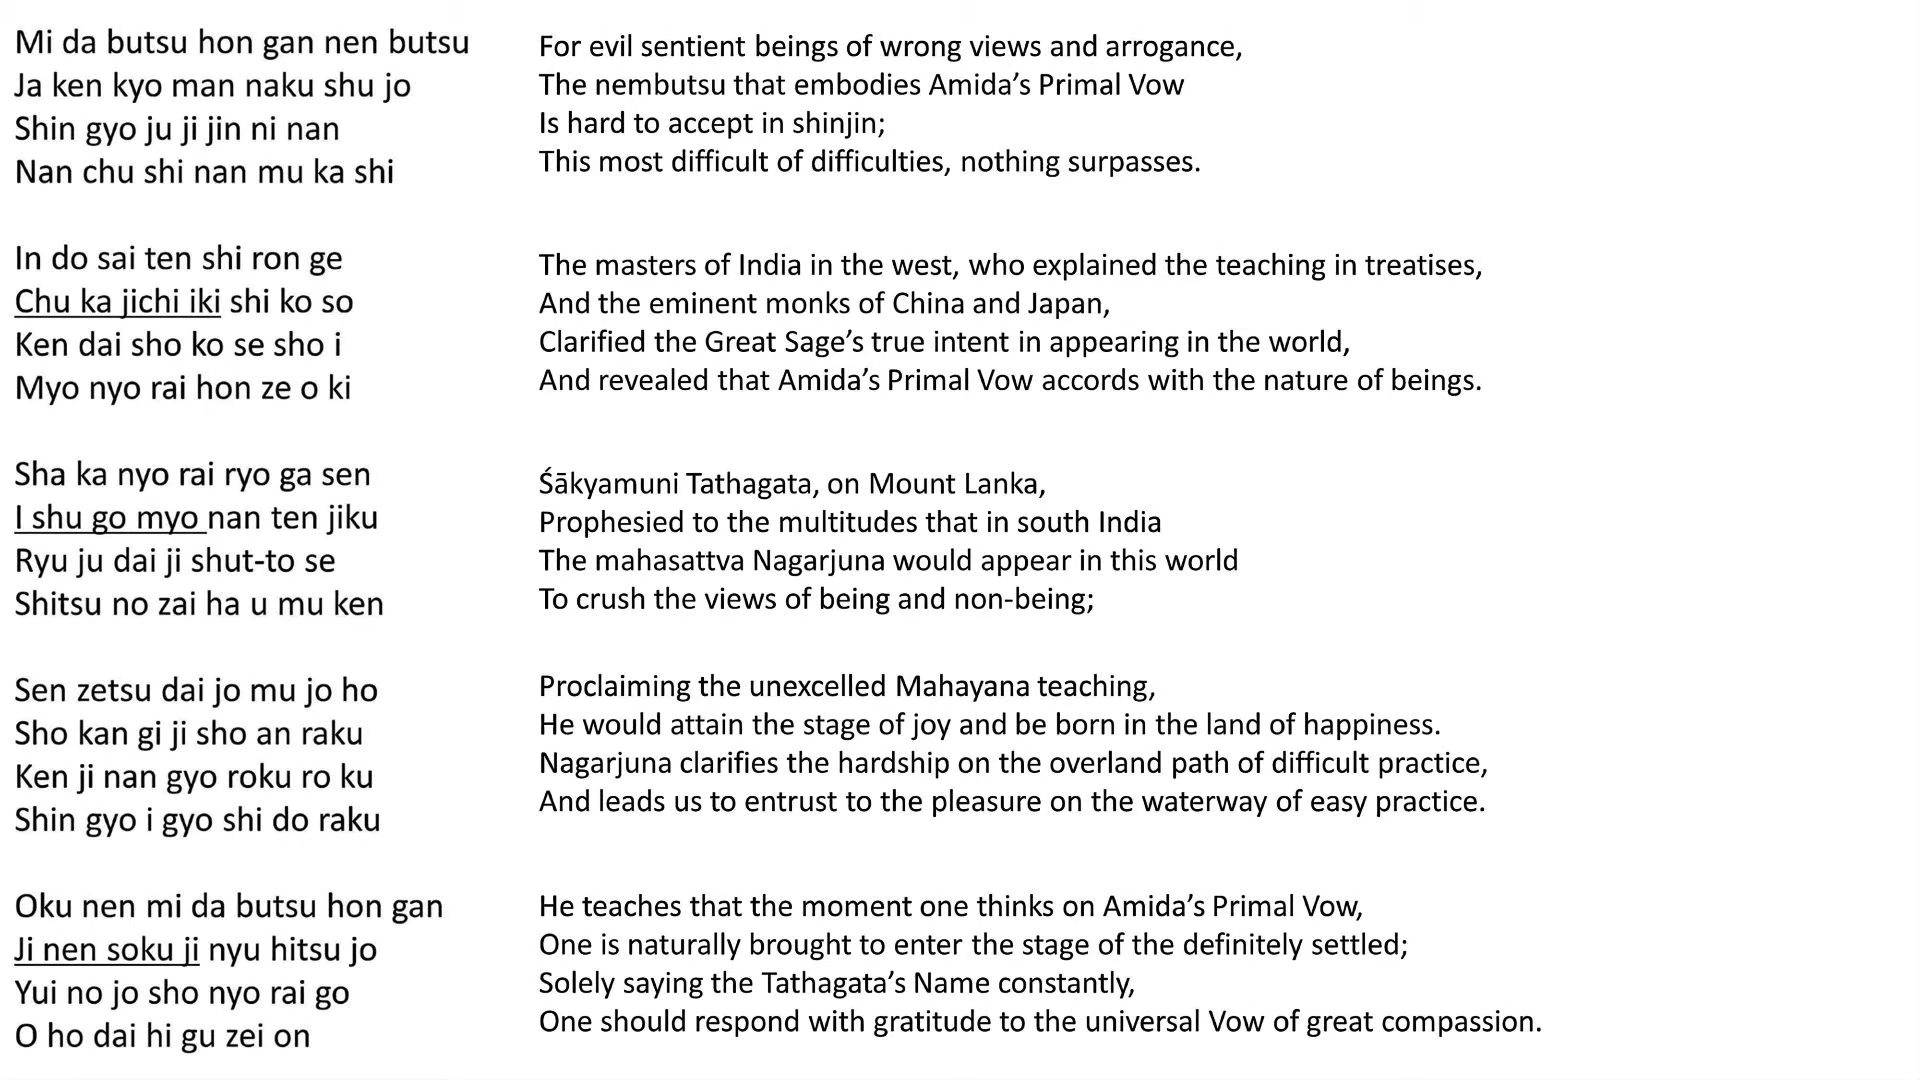 Mi da butsu hon gan nen butsu
Ja ken kyo man naku shu jo
Shin gyo ju ji jin ni nan
Nan chu shi nan mu ka shi
For evil sentient beings of wrong views and arrogance,
The nembutsu that embodies Amida’s Primal Vow
Is hard to accept in shinjin;
This most difficult of difficulties, nothing surpasses.
In do sai ten shi ron ge
Chu ka jichi iki shi ko so
Ken dai sho ko se sho i
Myo nyo rai hon ze o ki
The masters of India in the west, who explained the teaching in treatises,
And the eminent monks of China and Japan,
Clarified the Great Sage’s true intent in appearing in the world,
And revealed that Amida’s Primal Vow accords with the nature of beings.
Sha ka nyo rai ryo ga sen
I shu go myo nan ten jiku
Ryu ju dai ji shut-to se
Shitsu no zai ha u mu ken
Śākyamuni Tathagata, on Mount Lanka,
Prophesied to the multitudes that in south India
The mahasattva Nagarjuna would appear in this world
To crush the views of being and non-being;
Sen zetsu dai jo mu jo ho
Sho kan gi ji sho an raku
Ken ji nan gyo roku ro ku
Shin gyo i gyo shi do raku
Proclaiming the unexcelled Mahayana teaching,
He would attain the stage of joy and be born in the land of happiness.
Nagarjuna clarifies the hardship on the overland path of difficult practice,
And leads us to entrust to the pleasure on the waterway of easy practice.
Oku nen mi da butsu hon gan
Ji nen soku ji nyu hitsu jo
Yui no jo sho nyo rai go
O ho dai hi gu zei on
He teaches that the moment one thinks on Amida’s Primal Vow,
One is naturally brought to enter the stage of the definitely settled;
Solely saying the Tathagata’s Name constantly,
One should respond with gratitude to the universal Vow of great compassion.